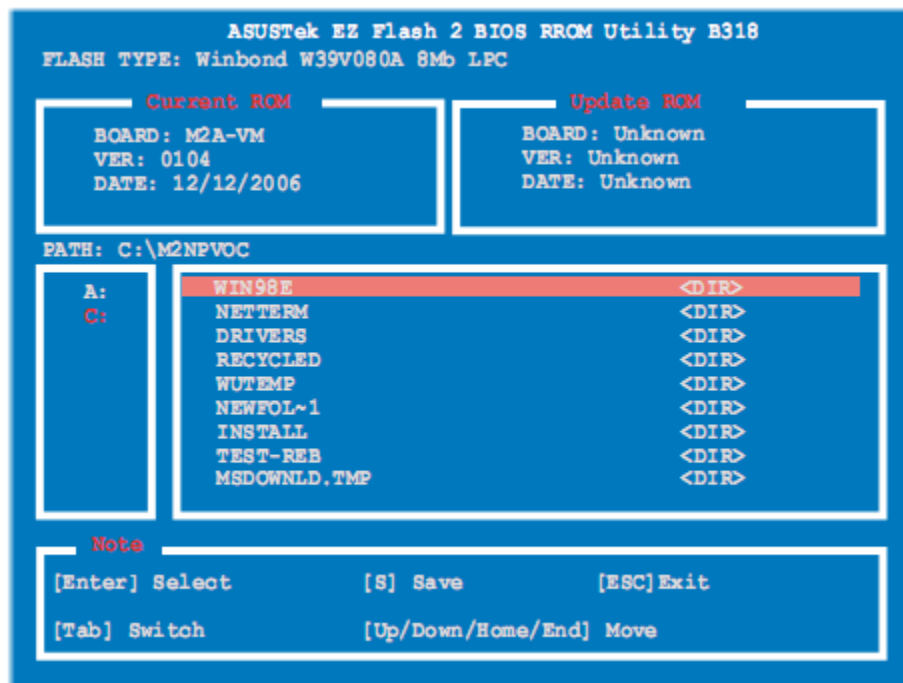 ASUSTek EZ Flash 2 BIOS RROM Utility B318
FLASH TYPE: Winbond W39V080A 8Mb LPC
Current ROM
BOARD: M2A-VM
VER: 0104
DATE: 12/12/2006
Update ROM
BOARD: Unknown
VER: Unknown
DATE: Unknown
PATH: C:\M2NPVOC
A:
C:
WIN98E <DIR>
NETTERM <DIR>
DRIVERS <DIR>
RECYCLED <DIR>
WUTEMP <DIR>
NEWFOL~1 <DIR>
INSTALL <DIR>
TEST-REB <DIR>
MSDOWNLD.TMP <DIR>
Note
[Enter] Select [S] Save [ESC]Exit
[Tab] Switch [Up/Down/Home/End] Move